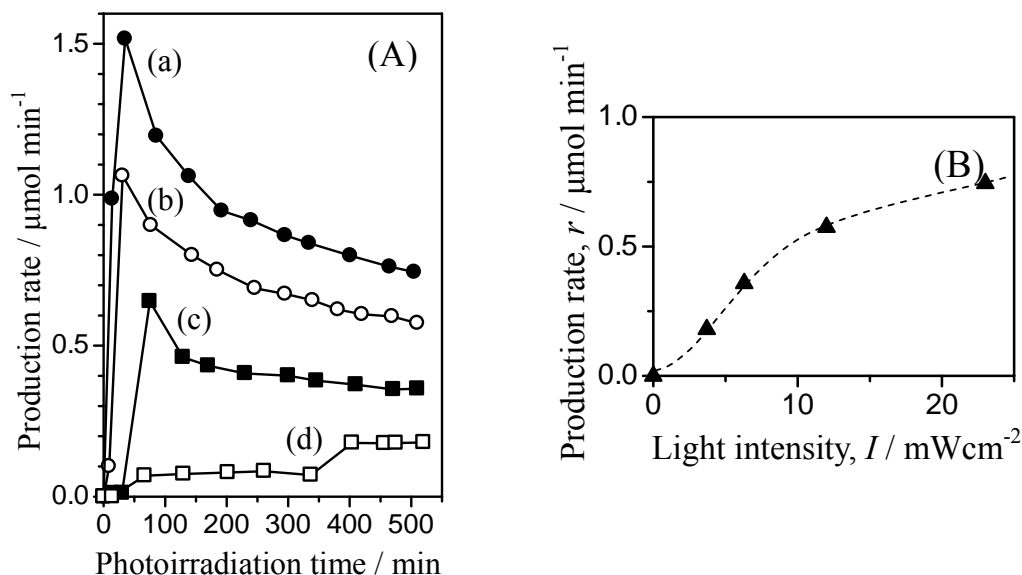 (A)
(a)
(b)
(c)
(d)
Production rate / μmol min-1
1.5
1.0
0.5
0.0
0 100 200 300 400 500
Photoirradiation time / min
(B)
Production rate, r / μmol min-1
1.0
0.5
0.0
0 10 20
Light intensity, I / mWcm-2